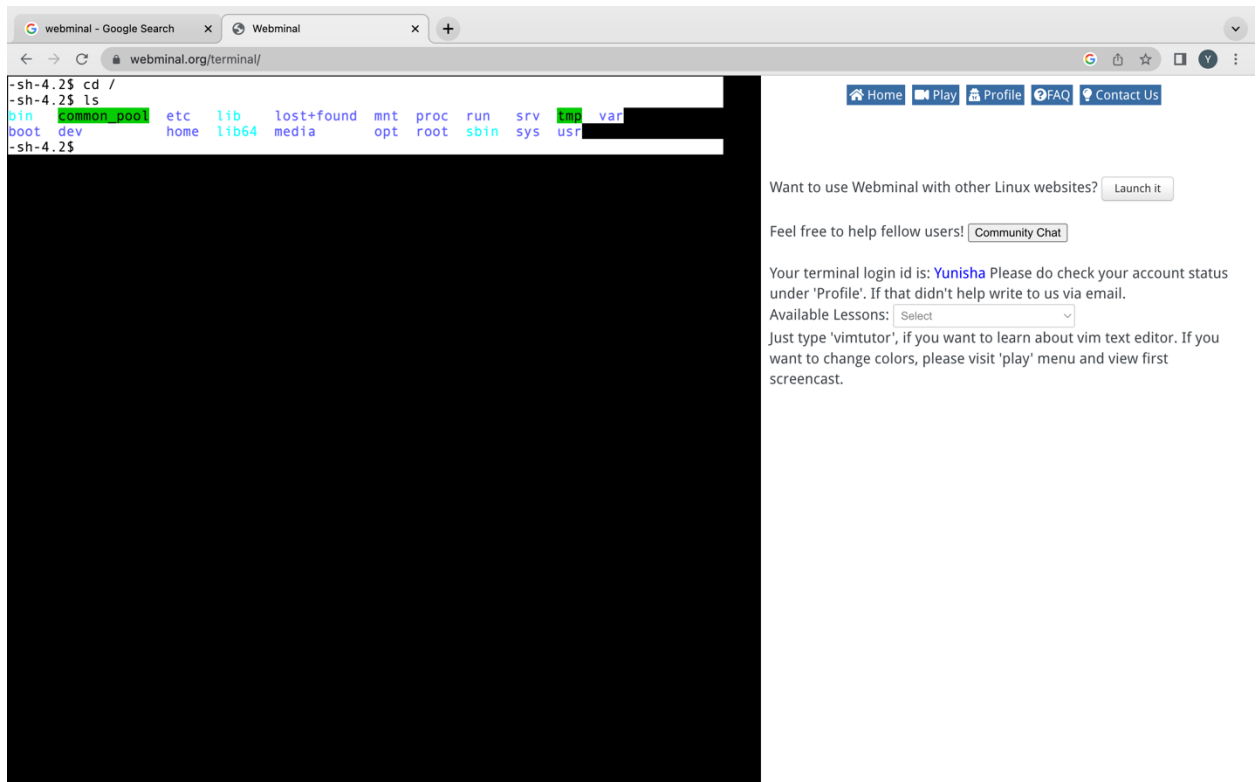 webminal - Google Search
Webminal
webminal.org/terminal/
Y
-sh-4.2$ cd /
-sh-4.2$ ls
bin common_pool etc lib lost+found mnt proc run srv tmp var
boot dev home lib64 media opt root sbin sys usr
-sh-4.2$
Home Play Profile FAQ Contact Us
Want to use Webminal with other Linux websites? Launch it
Feel free to help fellow users! Community Chat
Your terminal login id is: Yunisha Please do check your account status
under 'Profile'. If that didn't help write to us via email.
Available Lessons: Select
Just type 'vimtutor', if you want to learn about vim text editor. If you
want to change colors, please visit 'play' menu and view first
screencast.